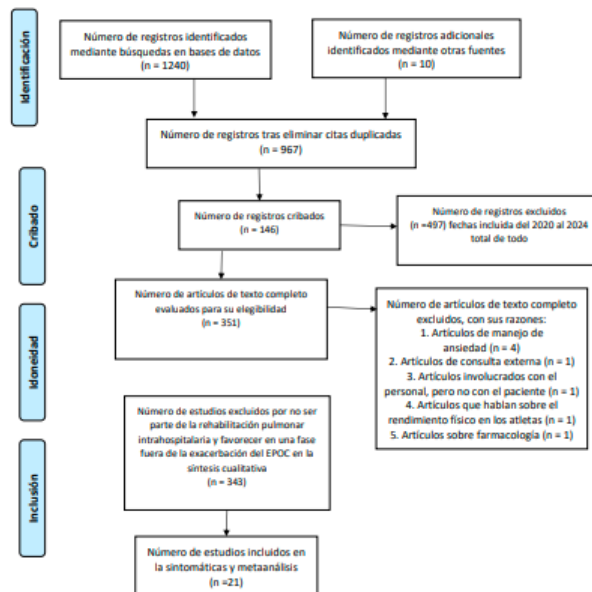 Identificación
Número de registros identificados
mediante búsquedas en bases de datos
(n = 1240)
Número de registros adicionales
identificados mediante otras fuentes
(n = 10)
Número de registros tras eliminar citas duplicadas
(n = 967)
Cribado
Número de registros cribados
(n = 146)
Número de registros excluidos
(n =497) fechas incluida del 2020 al 2024
total de todo
Número de artículos de texto completo
evaluados para su elegibilidad
(n = 351)
Idoneidad
Número de artículos de texto completo
excluidos, con sus razones:
1. Artículos de manejo de
ansiedad (n = 4)
2. Artículos de consulta externa (n = 1)
3. Artículos involucrados con el
personal, pero no con el paciente (n = 1)
4. Artículos que hablan sobre el
rendimiento físico en los atletas (n = 1)
5. Artículos sobre farmacología (n = 1)
Número de estudios excluidos por no ser
parte de la rehabilitación pulmonar
intrahospitalaria y favorecer en una fase
fuera de la exacerbación del EPOC en la
síntesis cualitativa
(n = 343)
Inclusión
Número de estudios incluidos en
la sintomáticas y metaanálisis
(n =21)